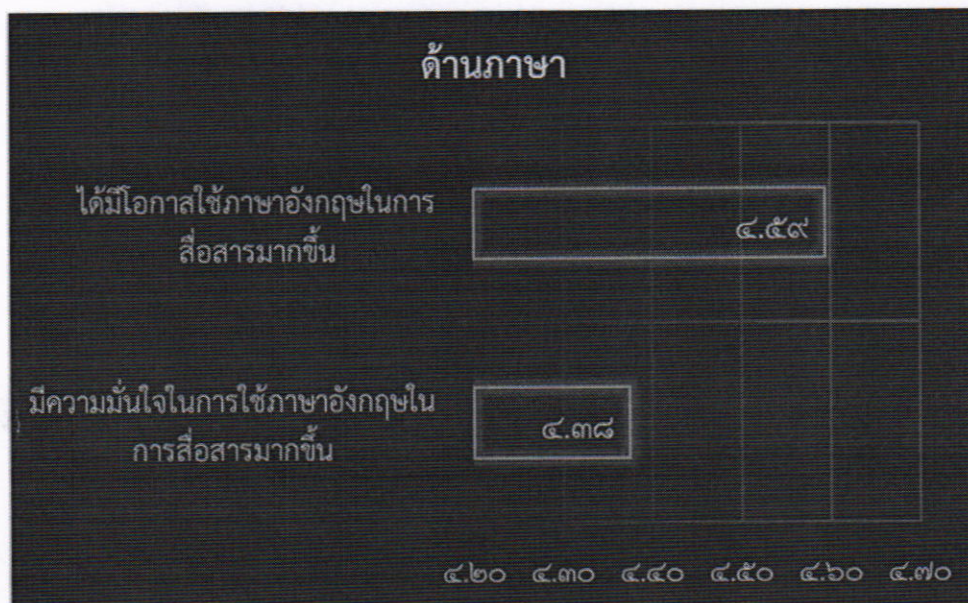 ด้านภาษา
ได้มีโอกาสใช้ภาษาอังกฤษในการ
สื่อสารมากขึ้น
๔.๕๙
มีความมั่นใจในการใช้ภาษาอังกฤษใน
การสื่อสารมากขึ้น
๔.๓๘
๔.๒๐ ๔.๓๐ ๔.๔๐ ๔.๕๐ ๔.๖๐ ๔.๗๐